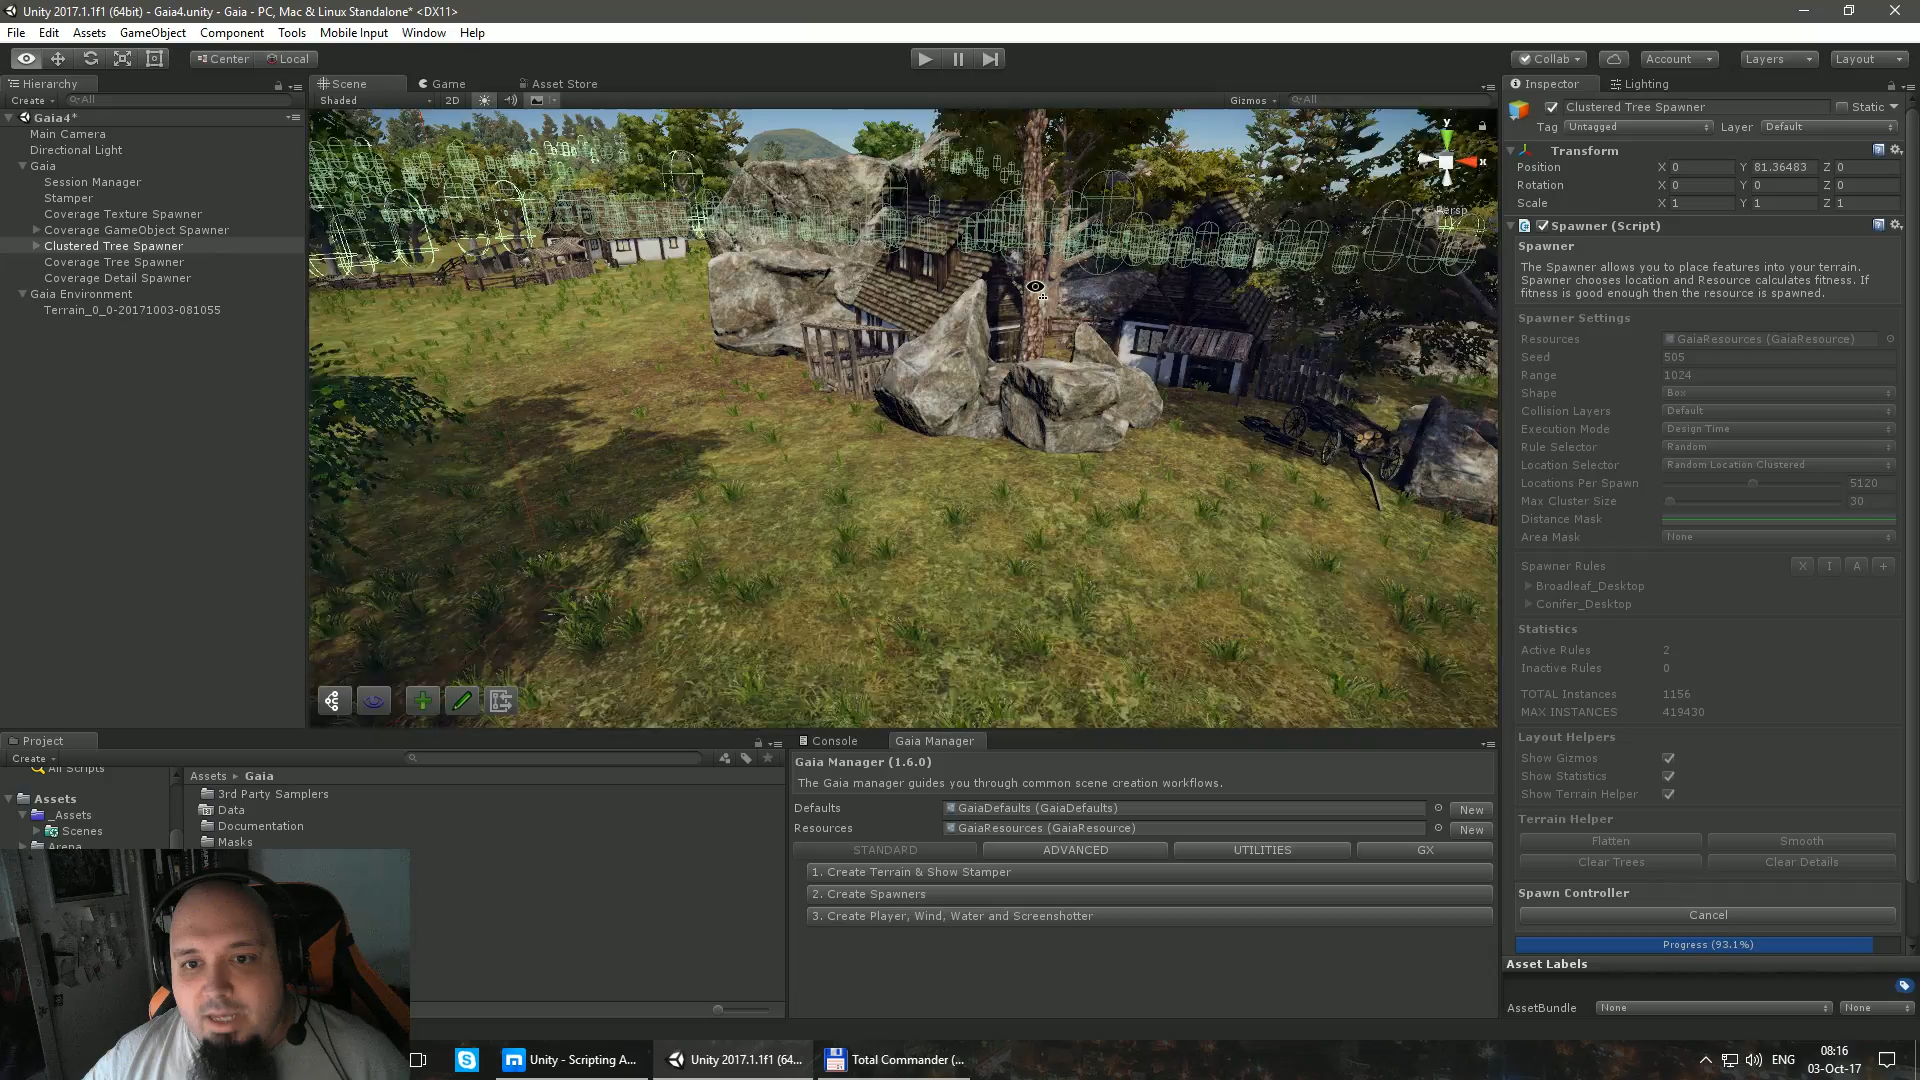 Unity 2017.1.1f1 (64bit) - Gaia4.unity - Gaia - PC, Mac & Linux Standalone* <DX11>
File Edit Assets GameObject Component Tools Mobile Input Window Help
Center Local Collab Account Layers Layout
Hierarchy
Create All
Gaia4*
Main Camera
Directional Light
Gaia
Session Manager
Stamper
Coverage Texture Spawner
Coverage GameObject Spawner
Clustered Tree Spawner
Coverage Tree Spawner
Coverage Detail Spawner
Gaia Environment
Terrain_0_0-20171003-081055
Scene Game Asset Store
Shaded 2D Gizmos All
y
x
Persp
Inspector Lighting
Clustered Tree Spawner Static
Tag Untagged Layer Default
Transform
Position X 0 Y 81.36483 Z 0
Rotation X 0 Y 0 Z 0
Scale X 1 Y 1 Z 1
Spawner (Script)
Spawner
The Spawner allows you to place features into your terrain.
Spawner chooses location and Resource calculates fitness. If
fitness is good enough then the resource is spawned.
Spawner Settings
Resources GaiaResources (GaiaResource)
Seed 505
Range 1024
Shape Box
Collision Layers Default
Execution Mode Design Time
Rule Selector Random
Location Selector Random Location Clustered
Locations Per Spawn 5120
Max Cluster Size 30
Distance Mask
Area Mask None
Spawner Rules X I A +
Broadleaf_Desktop
Conifer_Desktop
Statistics
Active Rules 2
Inactive Rules 0
TOTAL Instances 1156
MAX INSTANCES 419430
Layout Helpers
Show Gizmos
Show Statistics
Show Terrain Helper
Terrain Helper
Flatten Smooth
Clear Trees Clear Details
Spawn Controller
Cancel
Progress (93.1%)
Asset Labels
AssetBundle None None
Project
Create
All Scripts
Assets
_Assets
Scenes
Arena
Assets Gaia
3rd Party Samplers
Data
Documentation
Masks
Console Gaia Manager
Gaia Manager (1.6.0)
The Gaia manager guides you through common scene creation workflows.
Defaults GaiaDefaults (GaiaDefaults) New
Resources GaiaResources (GaiaResource) New
STANDARD ADVANCED UTILITIES GX
1. Create Terrain & Show Stamper
2. Create Spawners
3. Create Player, Wind, Water and Screenshotter
Unity - Scripting A... Unity 2017.1.1f1 (64... Total Commander (... ENG
08:16
03-Oct-17